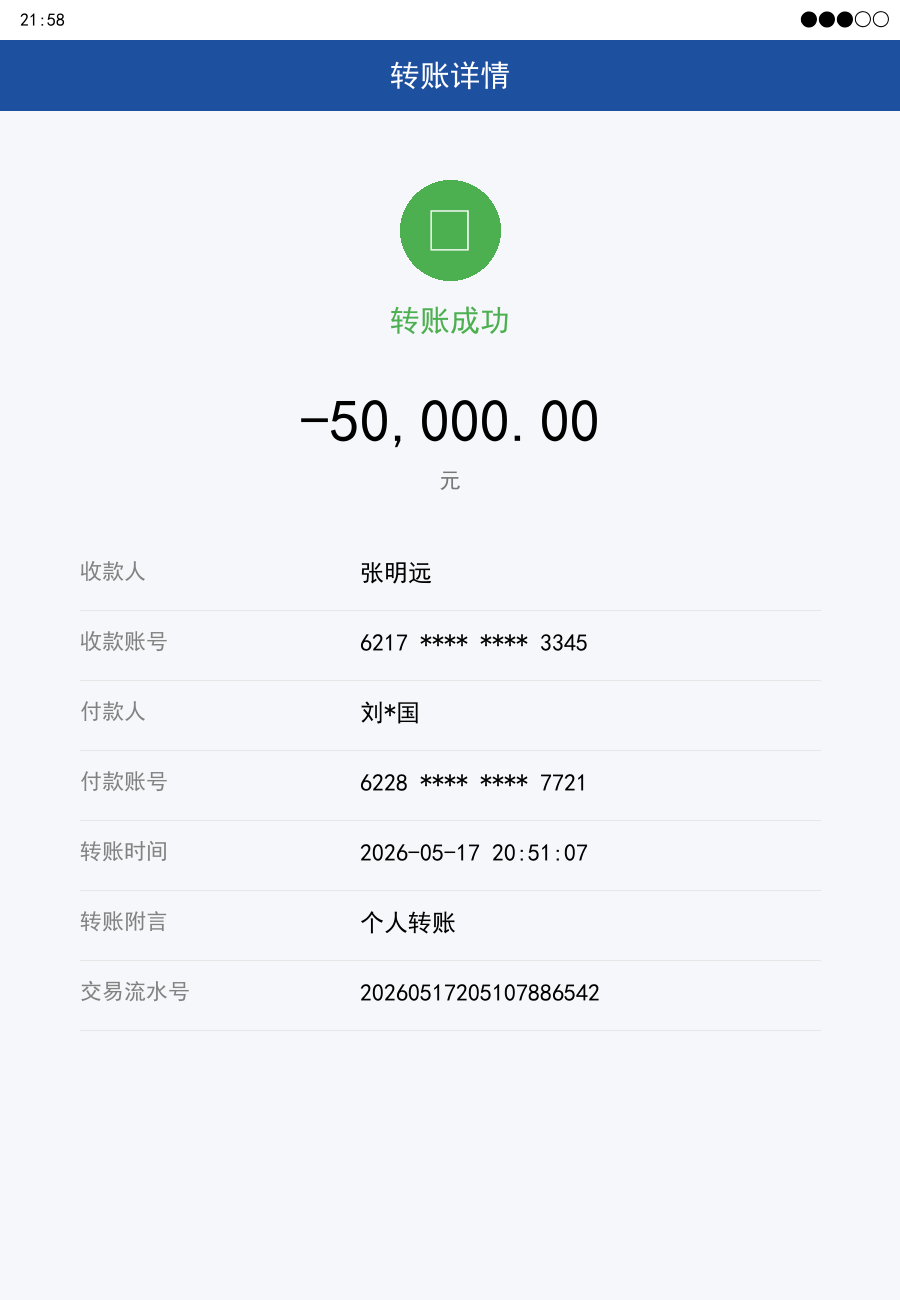 21:58
转账详情
转账成功
-50,000.00
元
收款人 张明远
收款账号 6217 **** **** 3345
付款人 刘*国
付款账号 6228 **** **** 7721
转账时间 2026-05-17 20:51:07
转账附言 个人转账
交易流水号 20260517205107886542